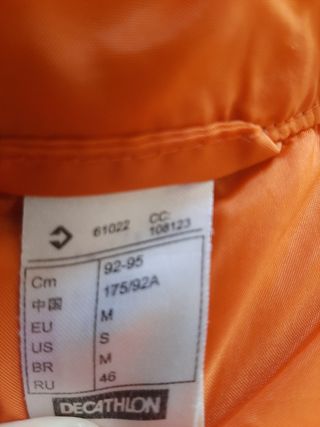 61022 CC:
108123
Cm 92-95
中国 175/92A
EU M
US S
BR M
RU 46
DECATHLON